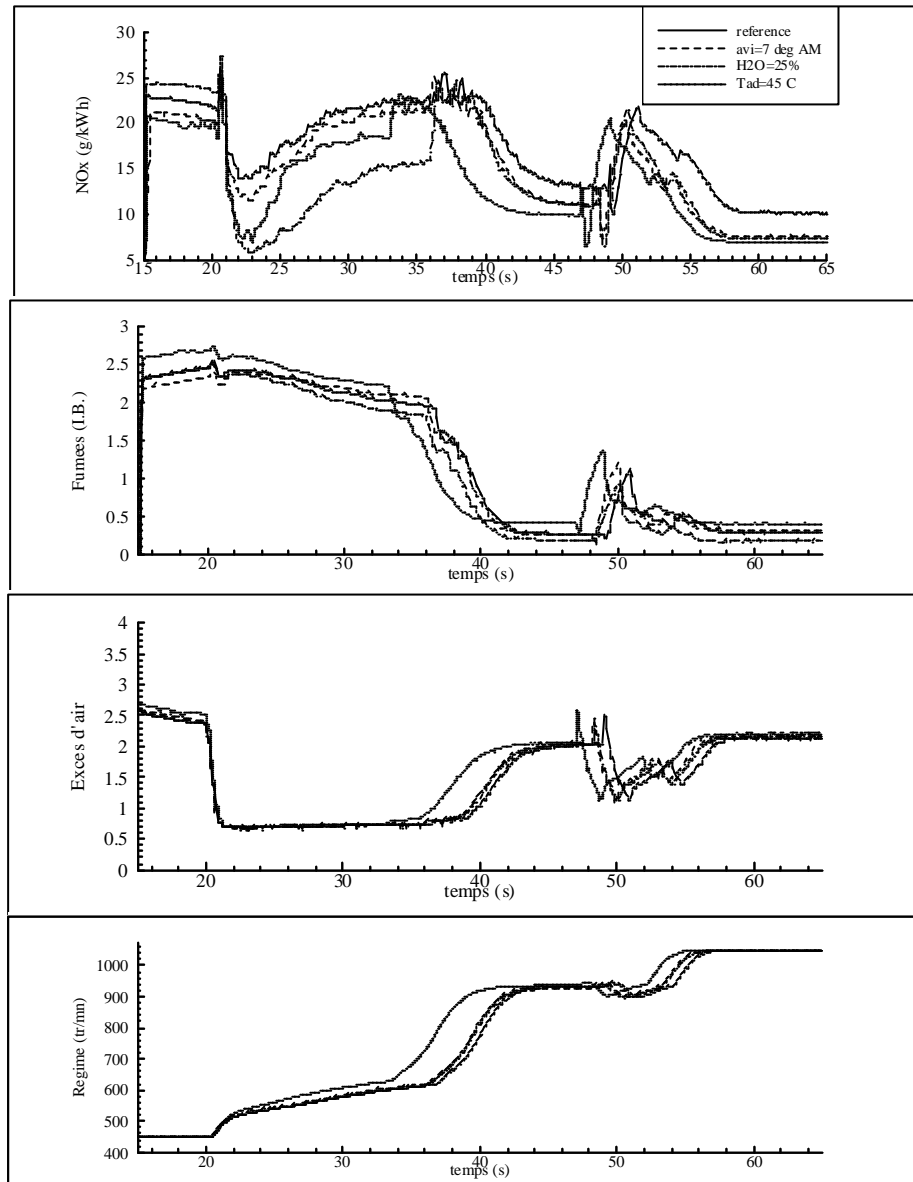 reference
avi=7 deg AM
H2O=25%
Tad=45 C
NOx (g/kWh)
30
25
20
15
10
5
15 20 25 30 35 40 45 50 55 60 65
temps (s)
Fumees (I.B.)
3
2.5
2
1.5
1
0.5
0
20 30 40 50 60
temps (s)
Exces d'air
4
3.5
3
2.5
2
1.5
1
0.5
0
20 30 40 50 60
temps (s)
Regime (tr/mn)
1000
900
800
700
600
500
400
20 30 40 50 60
temps (s)